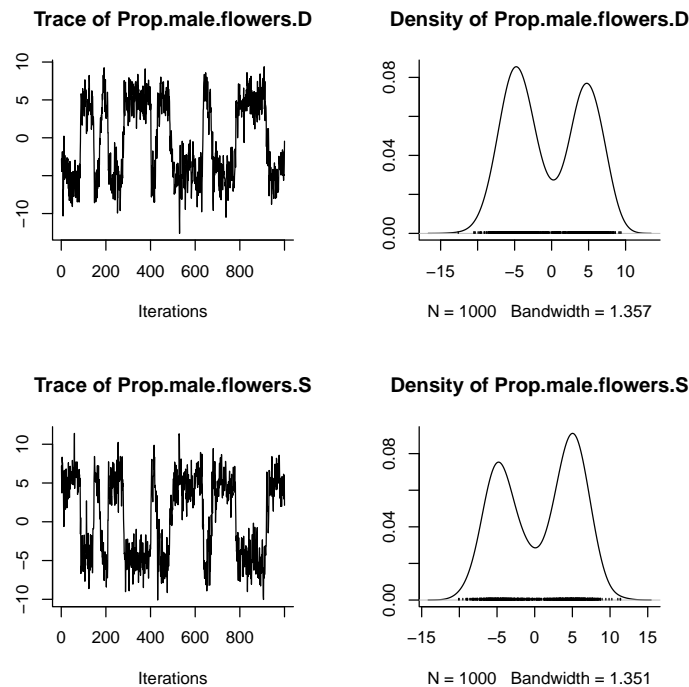 Trace of Prop.male.flowers.D
10
5
0
−10
0 200 400 600 800
Iterations
Density of Prop.male.flowers.D
0.08
0.04
0.00
−15 −5 0 5 10
N = 1000 Bandwidth = 1.357
Trace of Prop.male.flowers.S
10
5
0
−5
−10
0 200 400 600 800
Iterations
Density of Prop.male.flowers.S
0.08
0.04
0.00
−15 −5 0 5 10 15
N = 1000 Bandwidth = 1.351